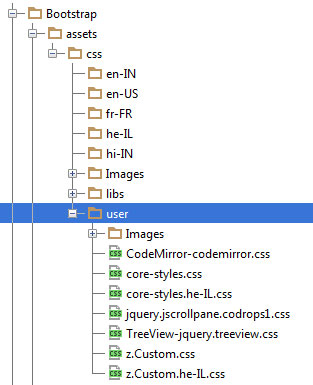 Bootstrap
assets
css
en-IN
en-US
fr-FR
he-IL
hi-IN
Images
libs
user
Images
CodeMirror-codemirror.css
core-styles.css
core-styles.he-IL.css
jquery.jscrollpane.codrops1.css
TreeView-jquery.treeview.css
z.Custom.css
z.Custom.he-IL.css